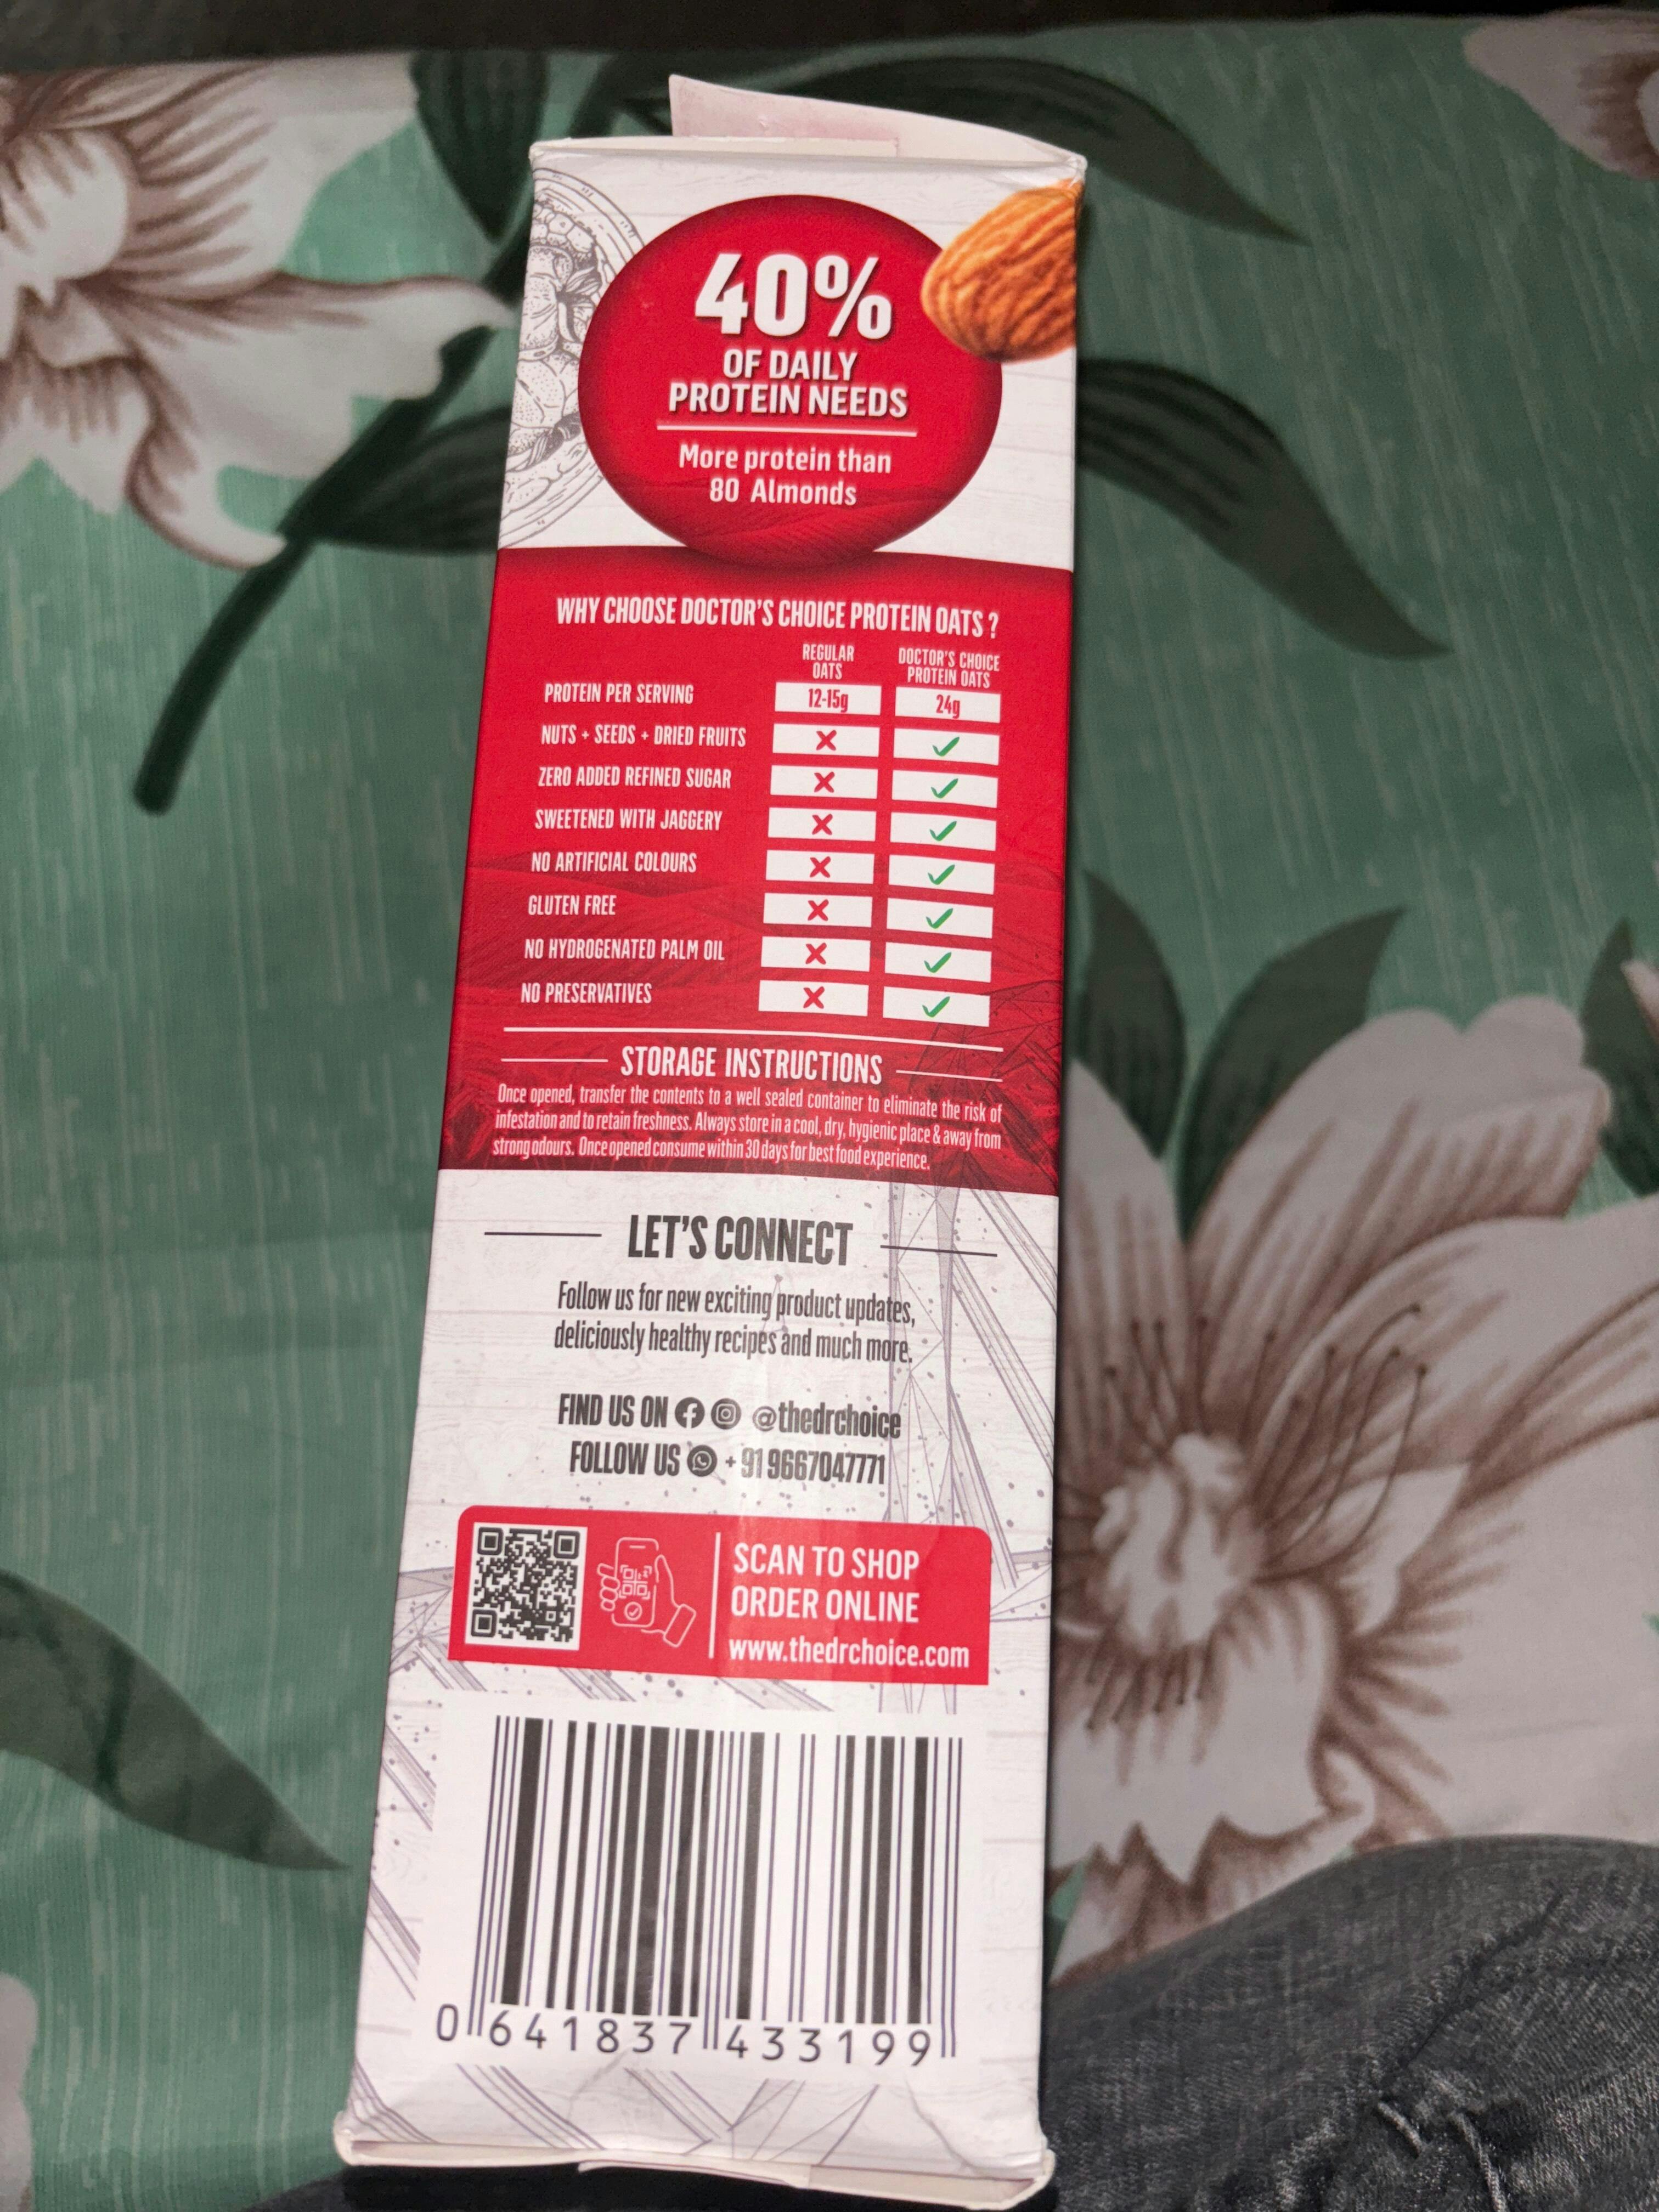 40%
OF DAILY
PROTEIN NEEDS
More protein than
80 Almonds
WHY CHOOSE DOCTOR'S CHOICE PROTEIN OATS ?
REGULAR OATS DOCTOR'S CHOICE PROTEIN OATS
PROTEIN PER SERVING 12-15g 24g
NUTS + SEEDS + DRIED FRUITS
ZERO ADDED REFINED SUGAR
SWEETENED WITH JAGGERY
NO ARTIFICIAL COLOURS
GLUTEN FREE
NO HYDROGENATED PALM OIL
NO PRESERVATIVES
STORAGE INSTRUCTIONS
Once opened, transfer the contents to a well sealed container to eliminate the risk of
infestation and to retain freshness. Always store in a cool, dry, hygienic place & away from
strong odours. Once opened consume within 30 days for best food experience.
LET'S CONNECT
Follow us for new exciting product updates,
deliciously healthy recipes and much more.
FIND US ON @thedrchoice
FOLLOW US + 91 9667047771
SCAN TO SHOP
ORDER ONLINE
www.thedrchoice.com
0 641837 433199